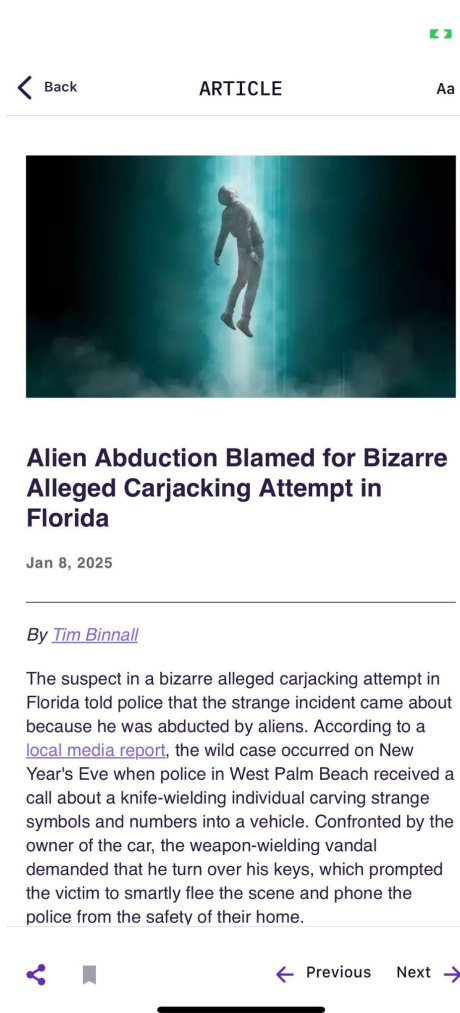 Back
ARTICLE
Aa
Alien Abduction Blamed for Bizarre
Alleged Carjacking Attempt in
Florida
Jan 8, 2025
By Tim Binnall
The suspect in a bizarre alleged carjacking attempt in
Florida told police that the strange incident came about
because he was abducted by aliens. According to a
local media report, the wild case occurred on New
Year's Eve when police in West Palm Beach received a
call about a knife-wielding individual carving strange
symbols and numbers into a vehicle. Confronted by the
owner of the car, the weapon-wielding vandal
demanded that he turn over his keys, which prompted
the victim to smartly flee the scene and phone the
police from the safety of their home.
Previous
Next